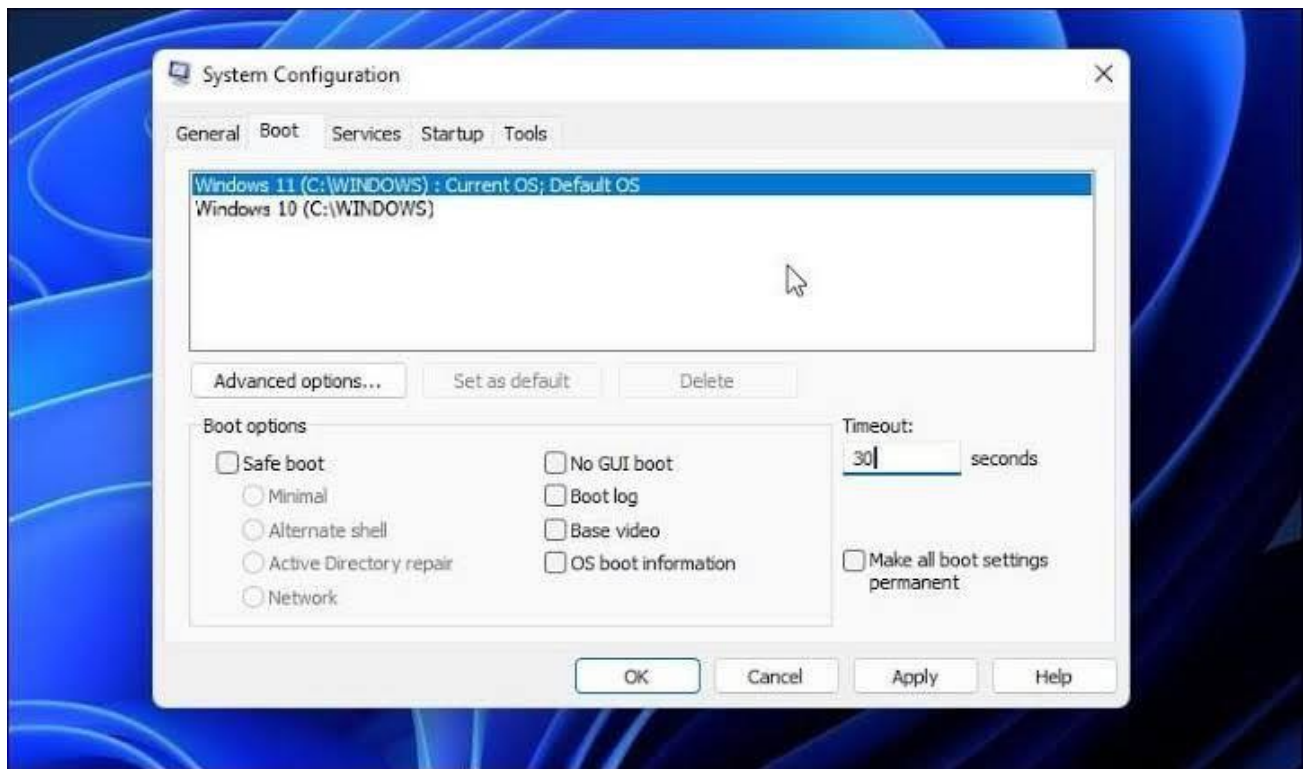 System Configuration
General Boot Services Startup Tools
Windows 11 (C:\WINDOWS) : Current OS; Default OS
Windows 10 (C:\WINDOWS)
Advanced options... Set as default Delete
Boot options
Timeout:
Safe boot No GUI boot
30 seconds
Minimal Boot log
Alternate shell Base video
Active Directory repair OS boot information
Make all boot settings
permanent
Network
OK Cancel Apply Help